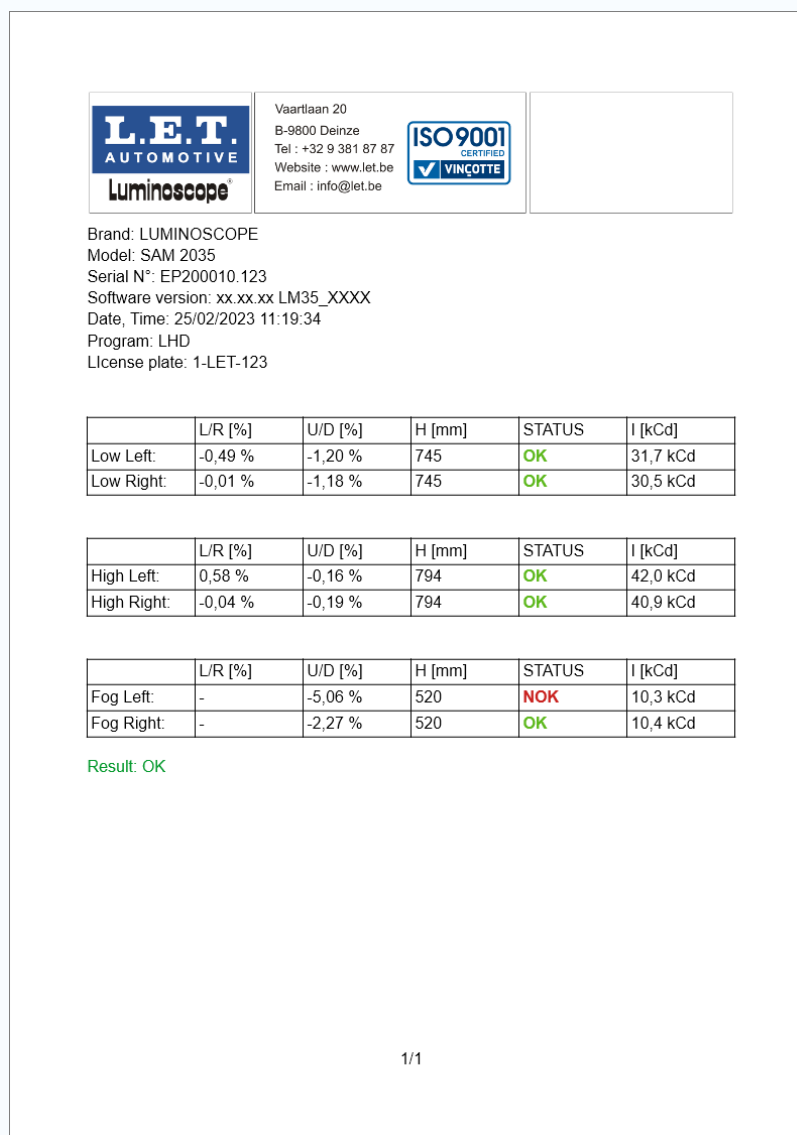 L.E.T.
AUTOMOTIVE
Luminoscope®
Vaartlaan 20
B-9800 Deinze
Tel : +32 9 381 87 87
Website : www.let.be
Email : info@let.be
ISO 9001
CERTIFIED
VINÇOTTE
Brand: LUMINOSCOPE
Model: SAM 2035
Serial N°: EP200010.123
Software version: xx.xx.xx LM35_XXXX
Date, Time: 25/02/2023 11:19:34
Program: LHD
LIcense plate: 1-LET-123
L/R [%] U/D [%] H [mm] STATUS I [kCd]
Low Left: -0,49 % -1,20 % 745 OK 31,7 kCd
Low Right: -0,01 % -1,18 % 745 OK 30,5 kCd
L/R [%] U/D [%] H [mm] STATUS I [kCd]
High Left: 0,58 % -0,16 % 794 OK 42,0 kCd
High Right: -0,04 % -0,19 % 794 OK 40,9 kCd
L/R [%] U/D [%] H [mm] STATUS I [kCd]
Fog Left: - -5,06 % 520 NOK 10,3 kCd
Fog Right: - -2,27 % 520 OK 10,4 kCd
Result: OK
1/1